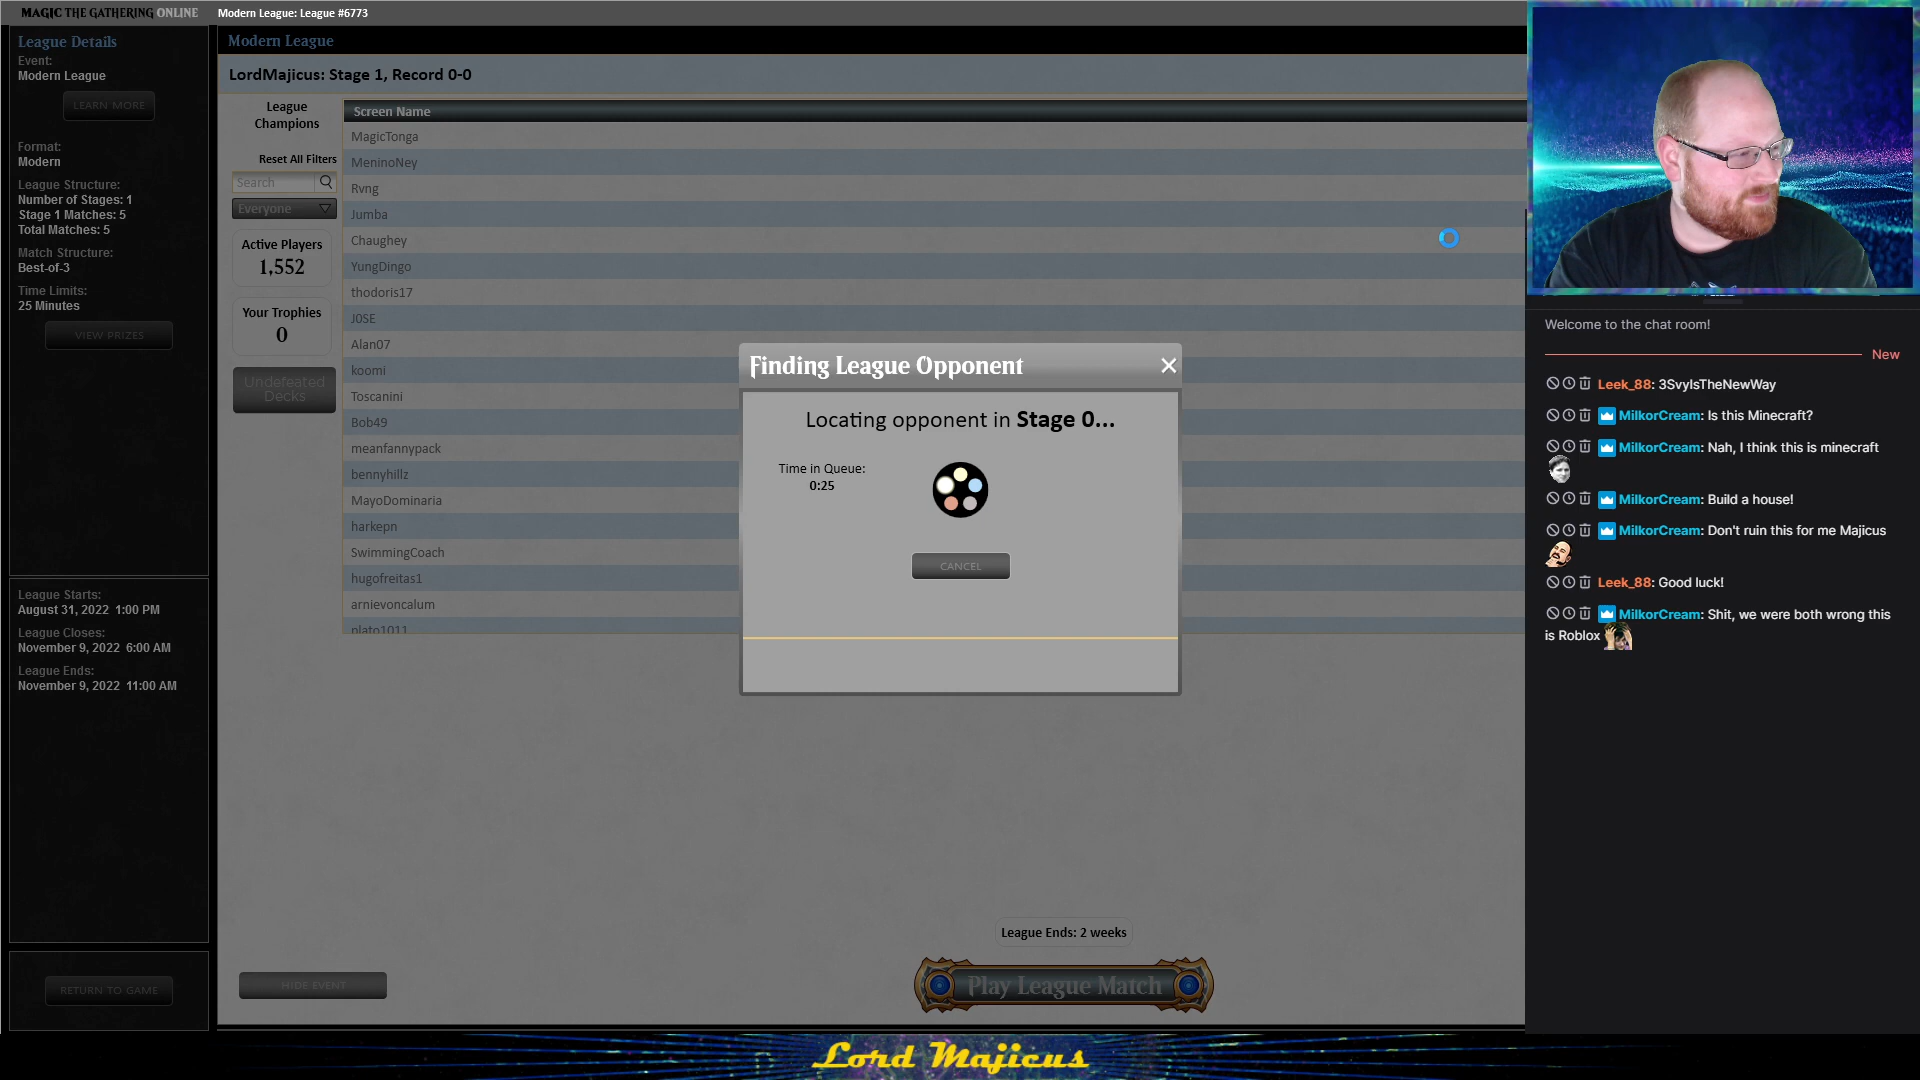 MAGIC THE GATHERING ONLINE
Modern League: League #6773
League Details
Event:
Modern League
LEARN MORE
Format:
Modern
League Structure:
Number of Stages: 1
Stage 1 Matches: 5
Total Matches: 5
Match Structure:
Best-of-3
Time Limits:
25 Minutes
VIEW PRIZES
League Starts:
August 31, 2022 1:00 PM
League Closes:
November 9, 2022 6:00 AM
League Ends:
November 9, 2022 11:00 AM
RETURN TO GAME
Modern League
LordMajicus: Stage 1, Record 0-0
League
Champions
Reset All Filters
Search
Everyone
Active Players
1,552
Your Trophies
0
Undefeated
Decks
Screen Name
MagicTonga
MeninoNey
Rvng
Jumba
Chaughey
YungDingo
thodoris17
J0SE
Alan07
koomi
Toscanini
Bob49
meanfannypack
bennyhillz
MayoDominaria
harkepn
SwimmingCoach
hugofreitas1
arnievoncalum
plato1011
Finding League Opponent
Locating opponent in Stage 0...
Time in Queue:
0:25
CANCEL
League Ends: 2 weeks
HIDE EVENT
Play League Match
Welcome to the chat room!
New
Leek_88: 3SvyIsTheNewWay
MilkorCream: Is this Minecraft?
MilkorCream: Nah, I think this is minecraft
MilkorCream: Build a house!
MilkorCream: Don't ruin this for me Majicus
Leek_88: Good luck!
MilkorCream: Shit, we were both wrong this
is Roblox
Lord Majicus